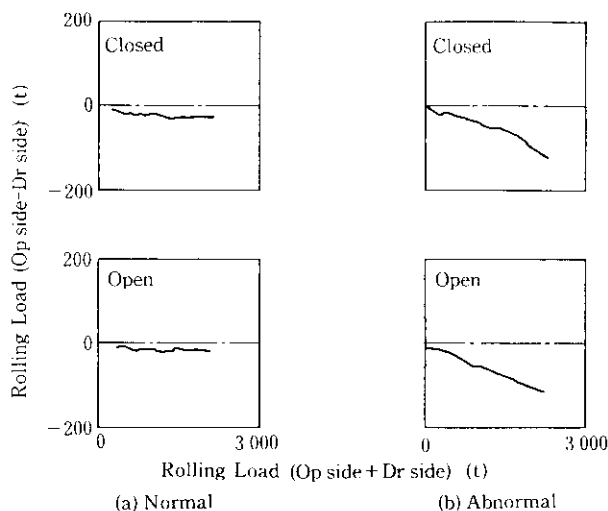 Rolling Load (Op side-Dr side) (t)
200
Closed
0
-200
Closed
200
Open
0
-200
0
3 000
Open
0
3 000
Rolling Load (Op side+Dr side) (t)
(a) Normal
(b) Abnormal